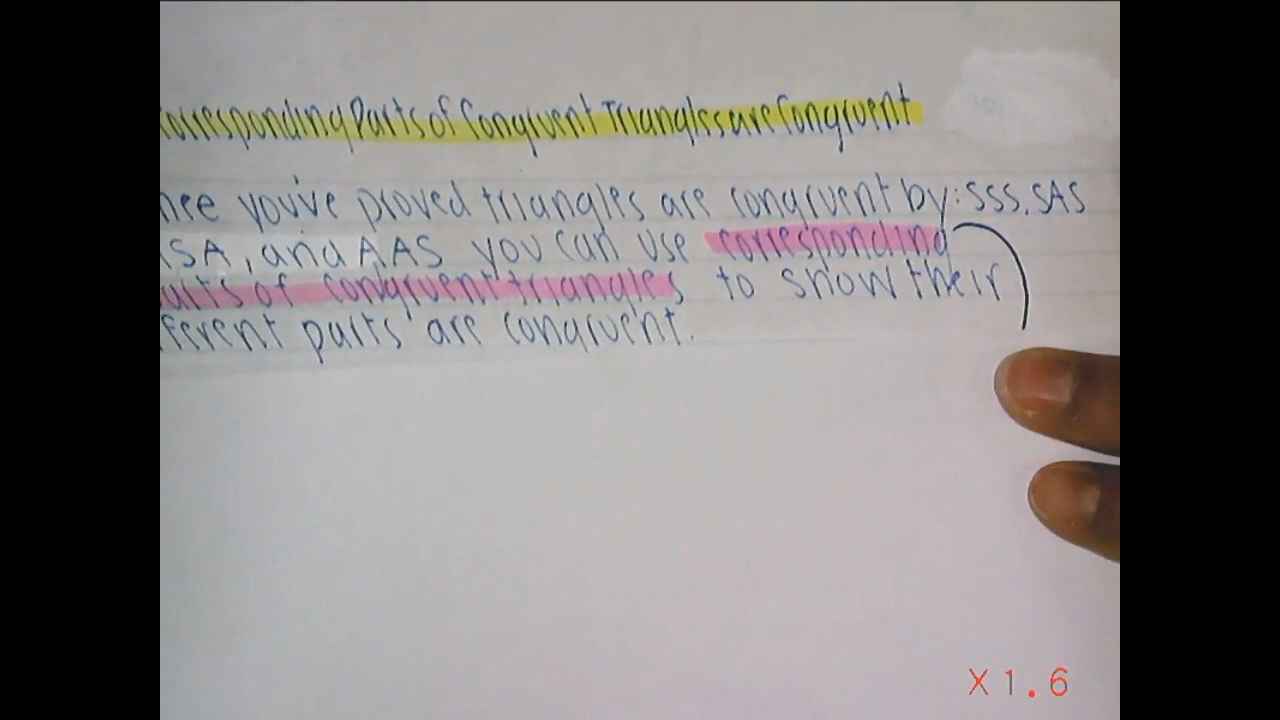 Corresponding Parts of Congruent Triangles are Congruent
nce you've proved triangles are congruent by: SSS, SAS
SA, and AAS you can use corresponding
arts of congruent triangles to show their
fferent parts are congruent.
X1.6